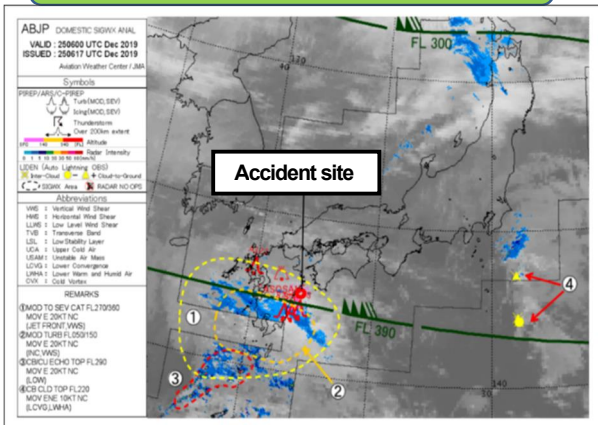 ABJP DOMESTIC SIGWX ANAL
VALID : 250600 UTC Dec 2019
ISSUED : 250617 UTC Dec 2019
Aviation Weather Center / JMA
Symbols
PIREP/ARS/C-PIREP
Turb(MOD,SEV)
Icing(MOD,SEV)
Thunderstorm
Over 200km extent
Altitude
Radar Intensity
LIDEN (Auto Lightning OBS)
Inter-Cloud Cloud-to-Ground
SIGWX Area RADAR NO OPS
Abbreviations
VWS : Vertical Wind Shear
HWS : Horizontal Wind Shear
LLWS : Low Level Wind Shear
TVB : Transverse Band
LSL : Low Stability Layer
UCA : Upper Cold Air
USAM : Unstable Air Mass
LCVG : Lower Convergence
LWHA : Lower Warm and Humid Air
CVX : Cold Vortex
REMARKS
①MOD TO SEV CAT FL270/360
MOV E 20KT NC
(JET FRONT,VWS)
②MOD TURB FL050/150
MOV E 20KT NC
(INC,VWS)
③CB/CU ECHO TOP FL290
MOV E 20KT NC
(LOW)
④CB CLD TOP FL220
MOV ENE 10KT NC
(LCVG,LWHA)
FL 300
Accident site
①
②
③
④
FL 390
140